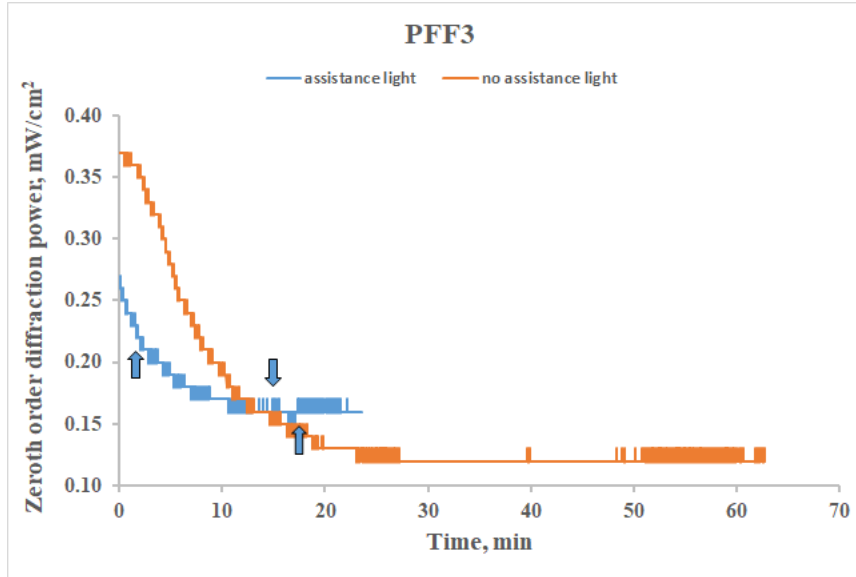 PFF3
assistance light no assistance light
Zeroth order diffraction power, mW/cm²
0.40
0.35
0.30
0.25
0.20
0.15
0.10
0 10 20 30 40 50 60 70
Time, min